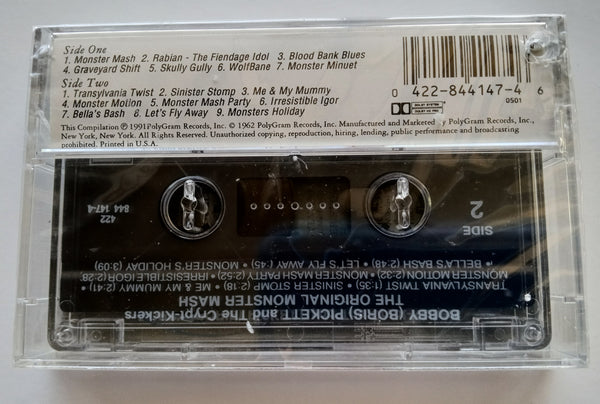 Side One
1. Monster Mash 2. Rabian - The Fiendage Idol 3. Blood Bank Blues
4. Graveyard Shift 5. Skully Gully 6. WolfBane 7. Monster Minuet
Side Two
1. Transylvania Twist 2. Sinister Stomp 3. Me & My Mummy
4. Monster Motion 5. Monster Mash Party 6. Irresistible Igor
7. Bella's Bash 8. Let's Fly Away 9. Monsters Holiday
This Compilation ℗ 1991 PolyGram Records, Inc. © 1962 PolyGram Records, Inc. Manufactured and Marketed by PolyGram Records, Inc.,
New York, New York. All Rights Reserved. Unauthorized copying, reproduction, hiring, lending, public performance and broadcasting
prohibited. Printed in U.S.A.
0 422-844147-4 6
0501
DOLBY SYSTEM
BOBBY (BORIS) PICKETT and The Crypt-Kickers
THE ORIGINAL MONSTER MASH
TRANSYLVANIA TWIST 1:35 • SINISTER STOMP 2:18 • ME & MY MUMMY (2:41) •
MONSTER MOTION 2:32 • MONSTER MASH PARTY (2:52) • IRRESISTIBLE IGOR (2:28)
• BELLA'S BASH (2:48) • LET'S FLY AWAY (1:45) • MONSTER'S HOLIDAY (3:09)
SIDE
2
422
844 147-4